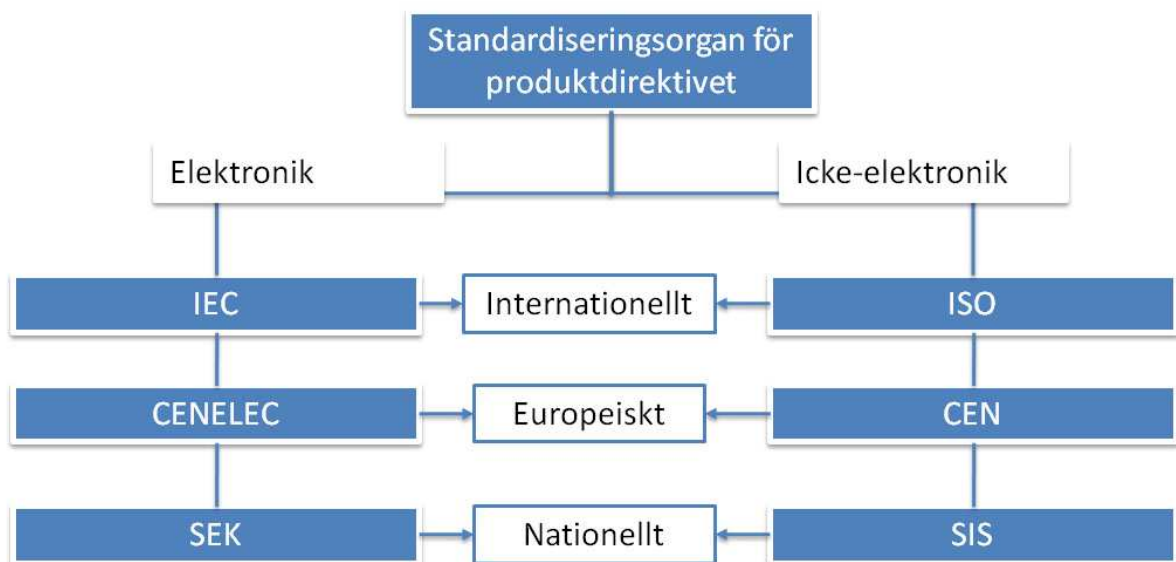 Standardiseringsorgan för
produktdirektivet
Elektronik
Icke-elektronik
IEC
Internationellt
ISO
CENELEC
Europeiskt
CEN
SEK
Nationellt
SIS